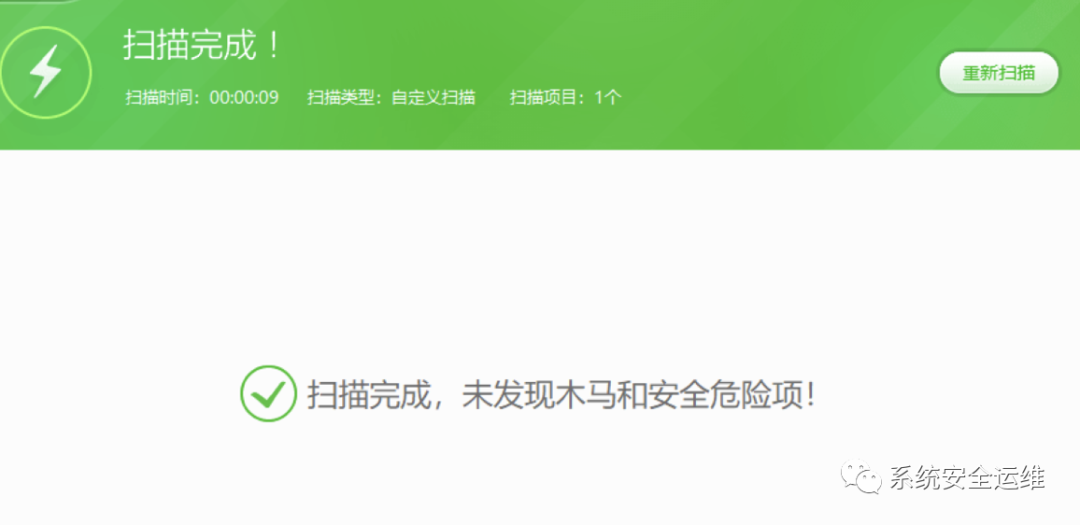 扫描完成！
重新扫描
扫描时间：00:00:09 扫描类型：自定义扫描 扫描项目：1个
扫描完成，未发现木马和安全危险项！
系统安全运维